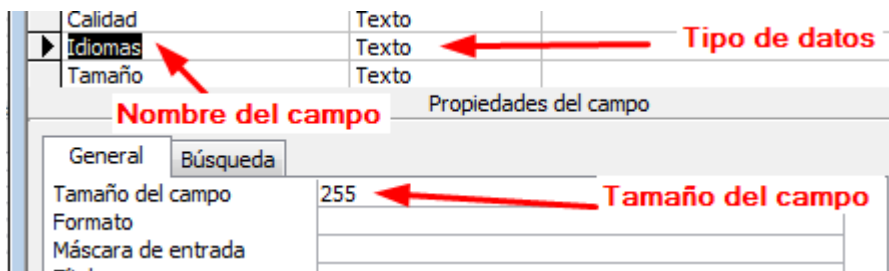 Calidad Texto
Idiomas Texto Tipo de datos
Tamaño Texto
Nombre del campo Propiedades del campo
General Búsqueda
Tamaño del campo 255 Tamaño del campo
Formato
Máscara de entrada